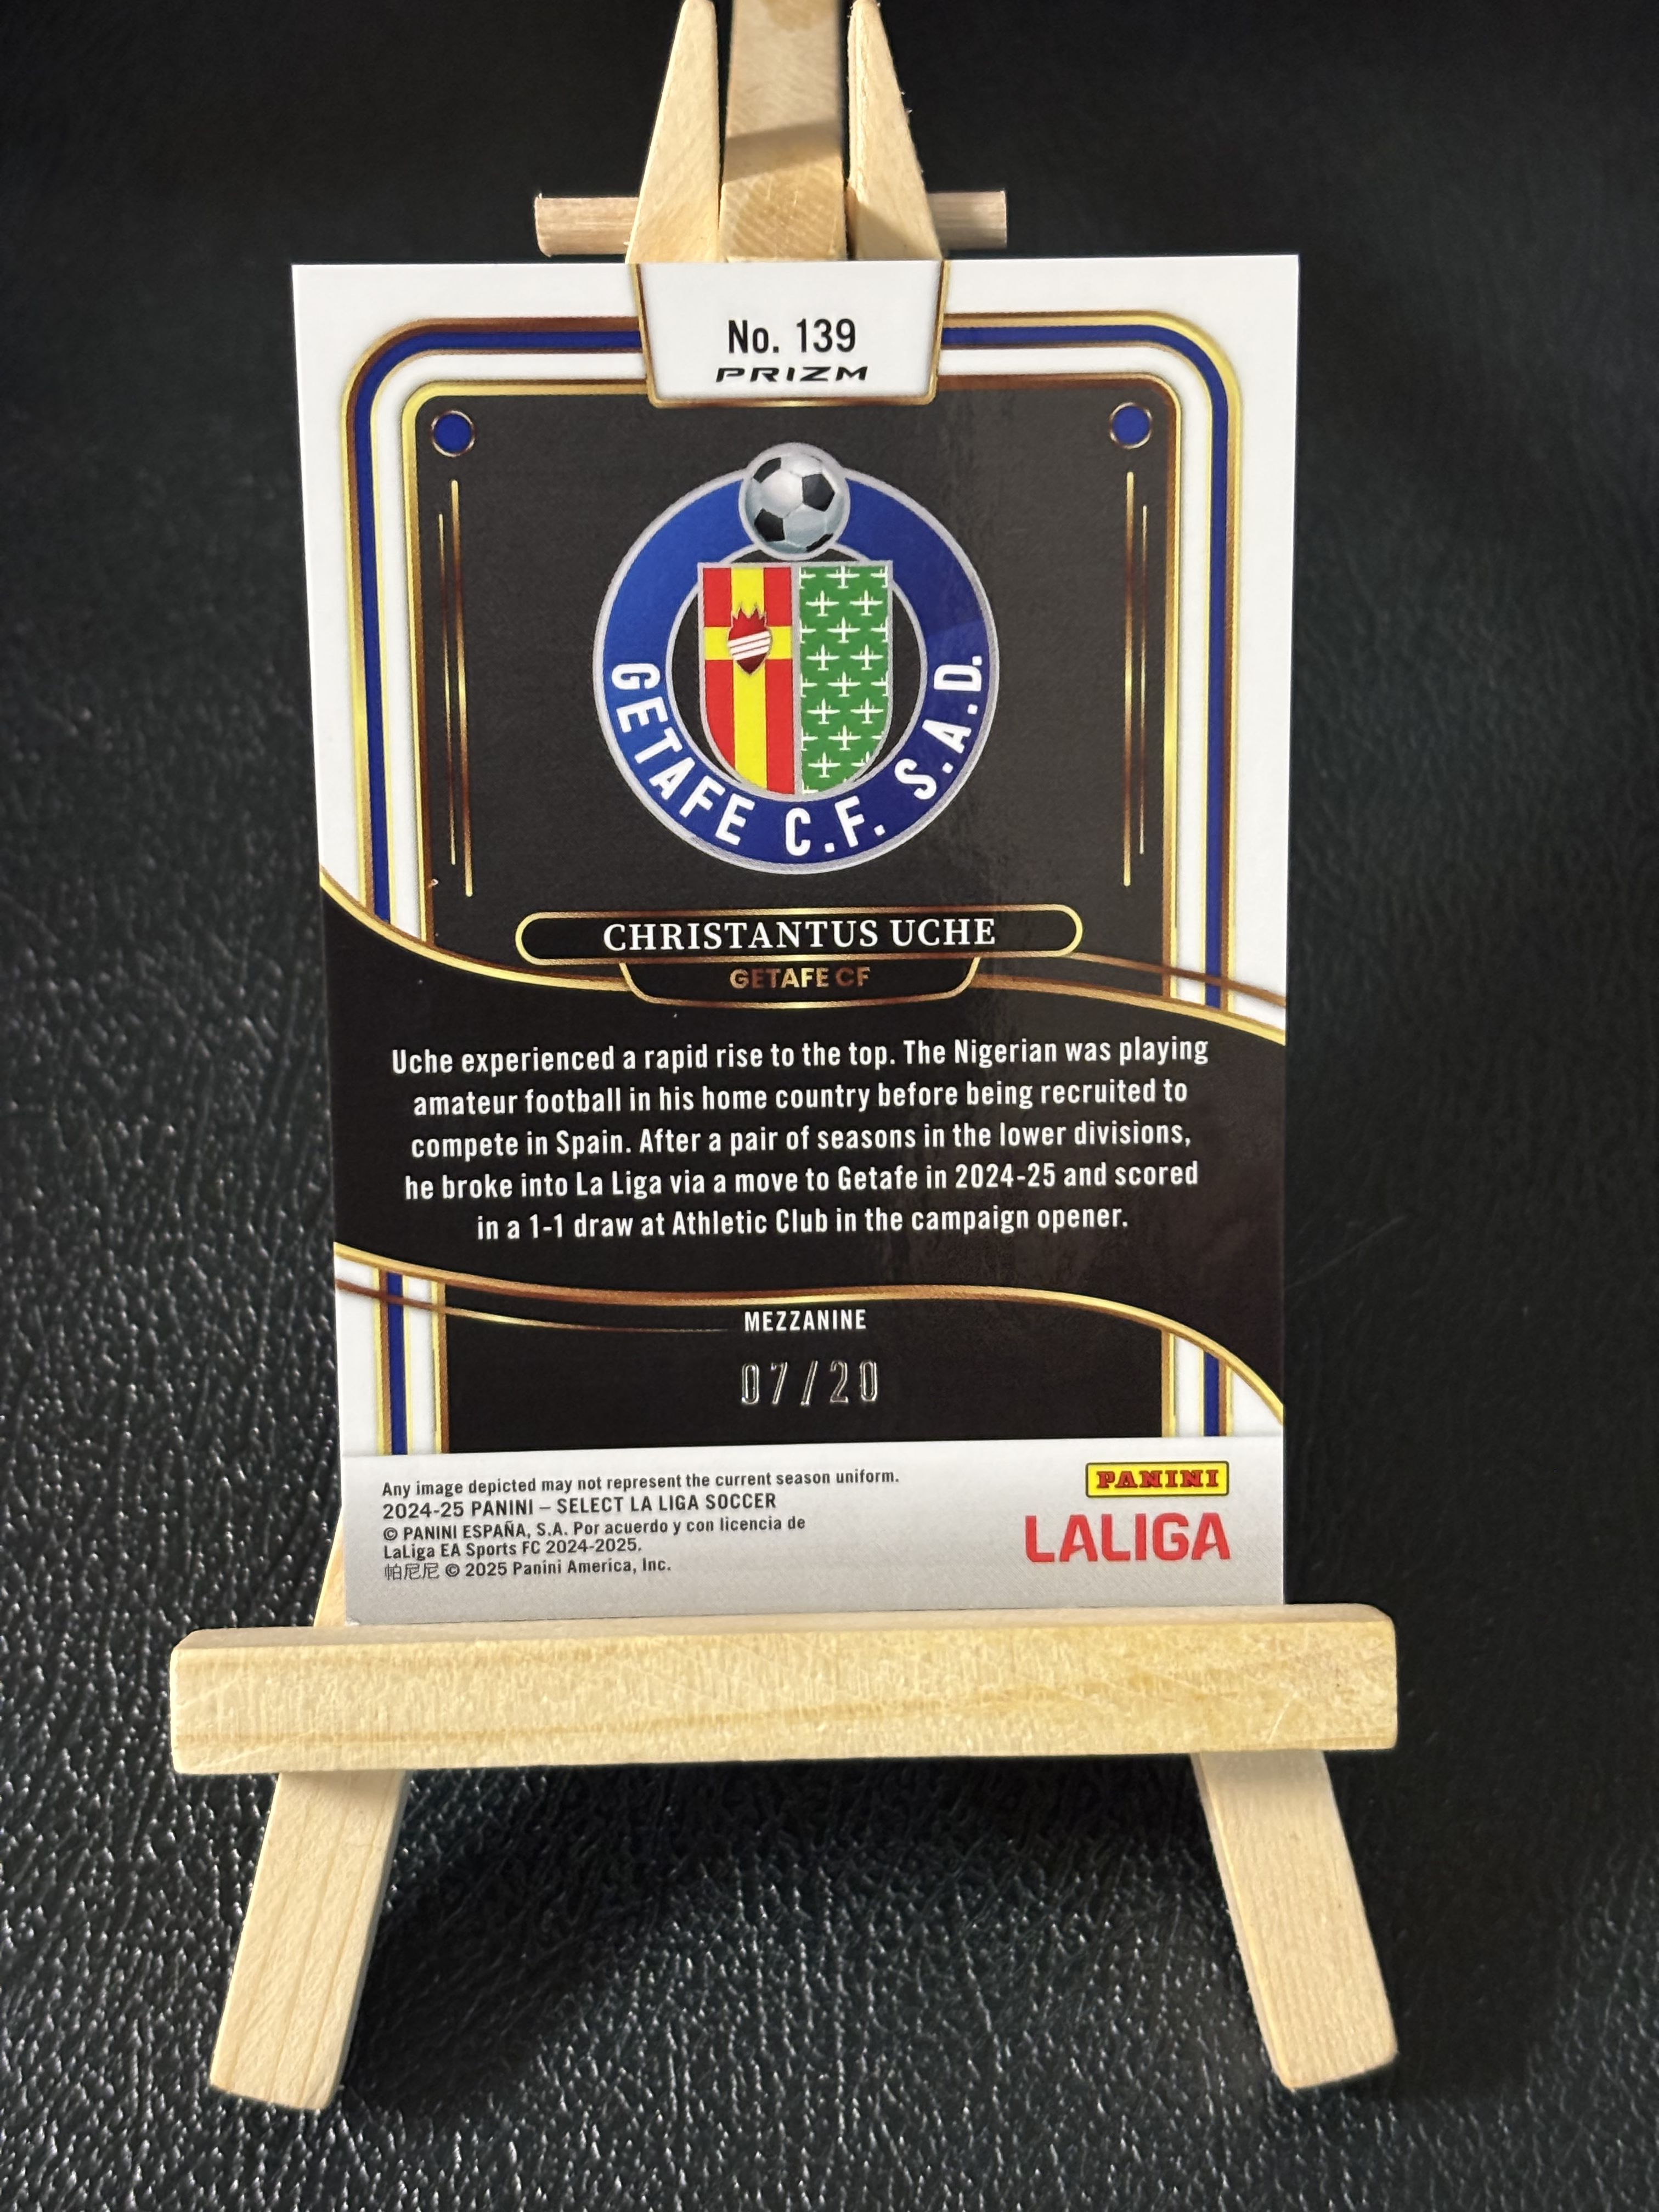 No. 139
PRIZM
GETAFE C.F. S.A.D.
CHRISTANTUS UCHE
GETAFE CF
Uche experienced a rapid rise to the top. The Nigerian was playing
amateur football in his home country before being recruited to
compete in Spain. After a pair of seasons in the lower divisions,
he broke into La Liga via a move to Getafe in 2024-25 and scored
in a 1-1 draw at Athletic Club in the campaign opener.
MEZZANINE
07/20
Any image depicted may not represent the current season uniform.
2024-25 PANINI – SELECT LA LIGA SOCCER
© PANINI ESPAÑA, S.A. Por acuerdo y con licencia de
LaLiga EA Sports FC 2024-2025.
帕尼尼 © 2025 Panini America, Inc.
PANINI
LALIGA